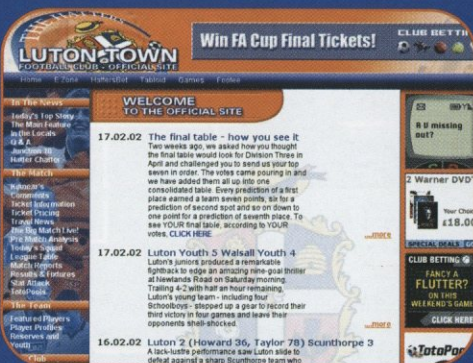 THE HATTERS
LUTON TOWN
FOOTBALL CLUB - OFFICIAL SITE
Win FA Cup Final Tickets!
CLUB BETTI
Home E Zone HattersBet Tabloid Games Footee
In The News
Today's Top Story
The Main Feature
In the Locals
Q & A
Junction 10
Hatter Chatter
The Match
Kinnear's
Comments
Ticket Information
Ticket Pricing
Travel News
The Big Match Live!
Pre Match Analysis
Today's Squad
League Table
Match Reports
Results & Fixtures
Stat Attack
FotoPools
The Team
Featured Players
Player Profiles
Reserves and
Youth
Club
WELCOME
TO THE OFFICIAL SITE
17.02.02 The final table - how you see it
Two weeks ago, we asked how you thought
the final table would look for Division Three in
April and challenged you to send us your top
seven in order. The votes came pouring in and
we have added them all up into one
consolidated table. Every prediction of a first
place earned a team seven points, six for a
prediction of second spot and so on down to
one point for a prediction of seventh place. To
see YOUR final table, according to YOUR
votes, CLICK HERE
...more
17.02.02 Luton Youth 5 Walsall Youth 4
Luton's juniors produced a remarkable
fightback to edge an amazing nine-goal thriller
at Newlands Road on Saturday morning.
Trailing 4-2 with half an hour remaining,
Luton's young team - including four
Schoolboys - stepped up a gear to record their
third victory in four games and leave their
opponents shell-shocked.
...more
16.02.02 Luton 2 (Howard 36, Taylor 78) Scunthorpe 3
A lack-lustre performance saw Luton slide to
defeat against a sharp Scunthorpe team who
R U missing
out?
2 Warner DVD
Your Choi
£18.00
SPECIAL DEALS
CLUB BETTING
FANCY A
FLUTTER?
ON THIS
WEEKEND'S GAME
CLICK HERE
TotoPo